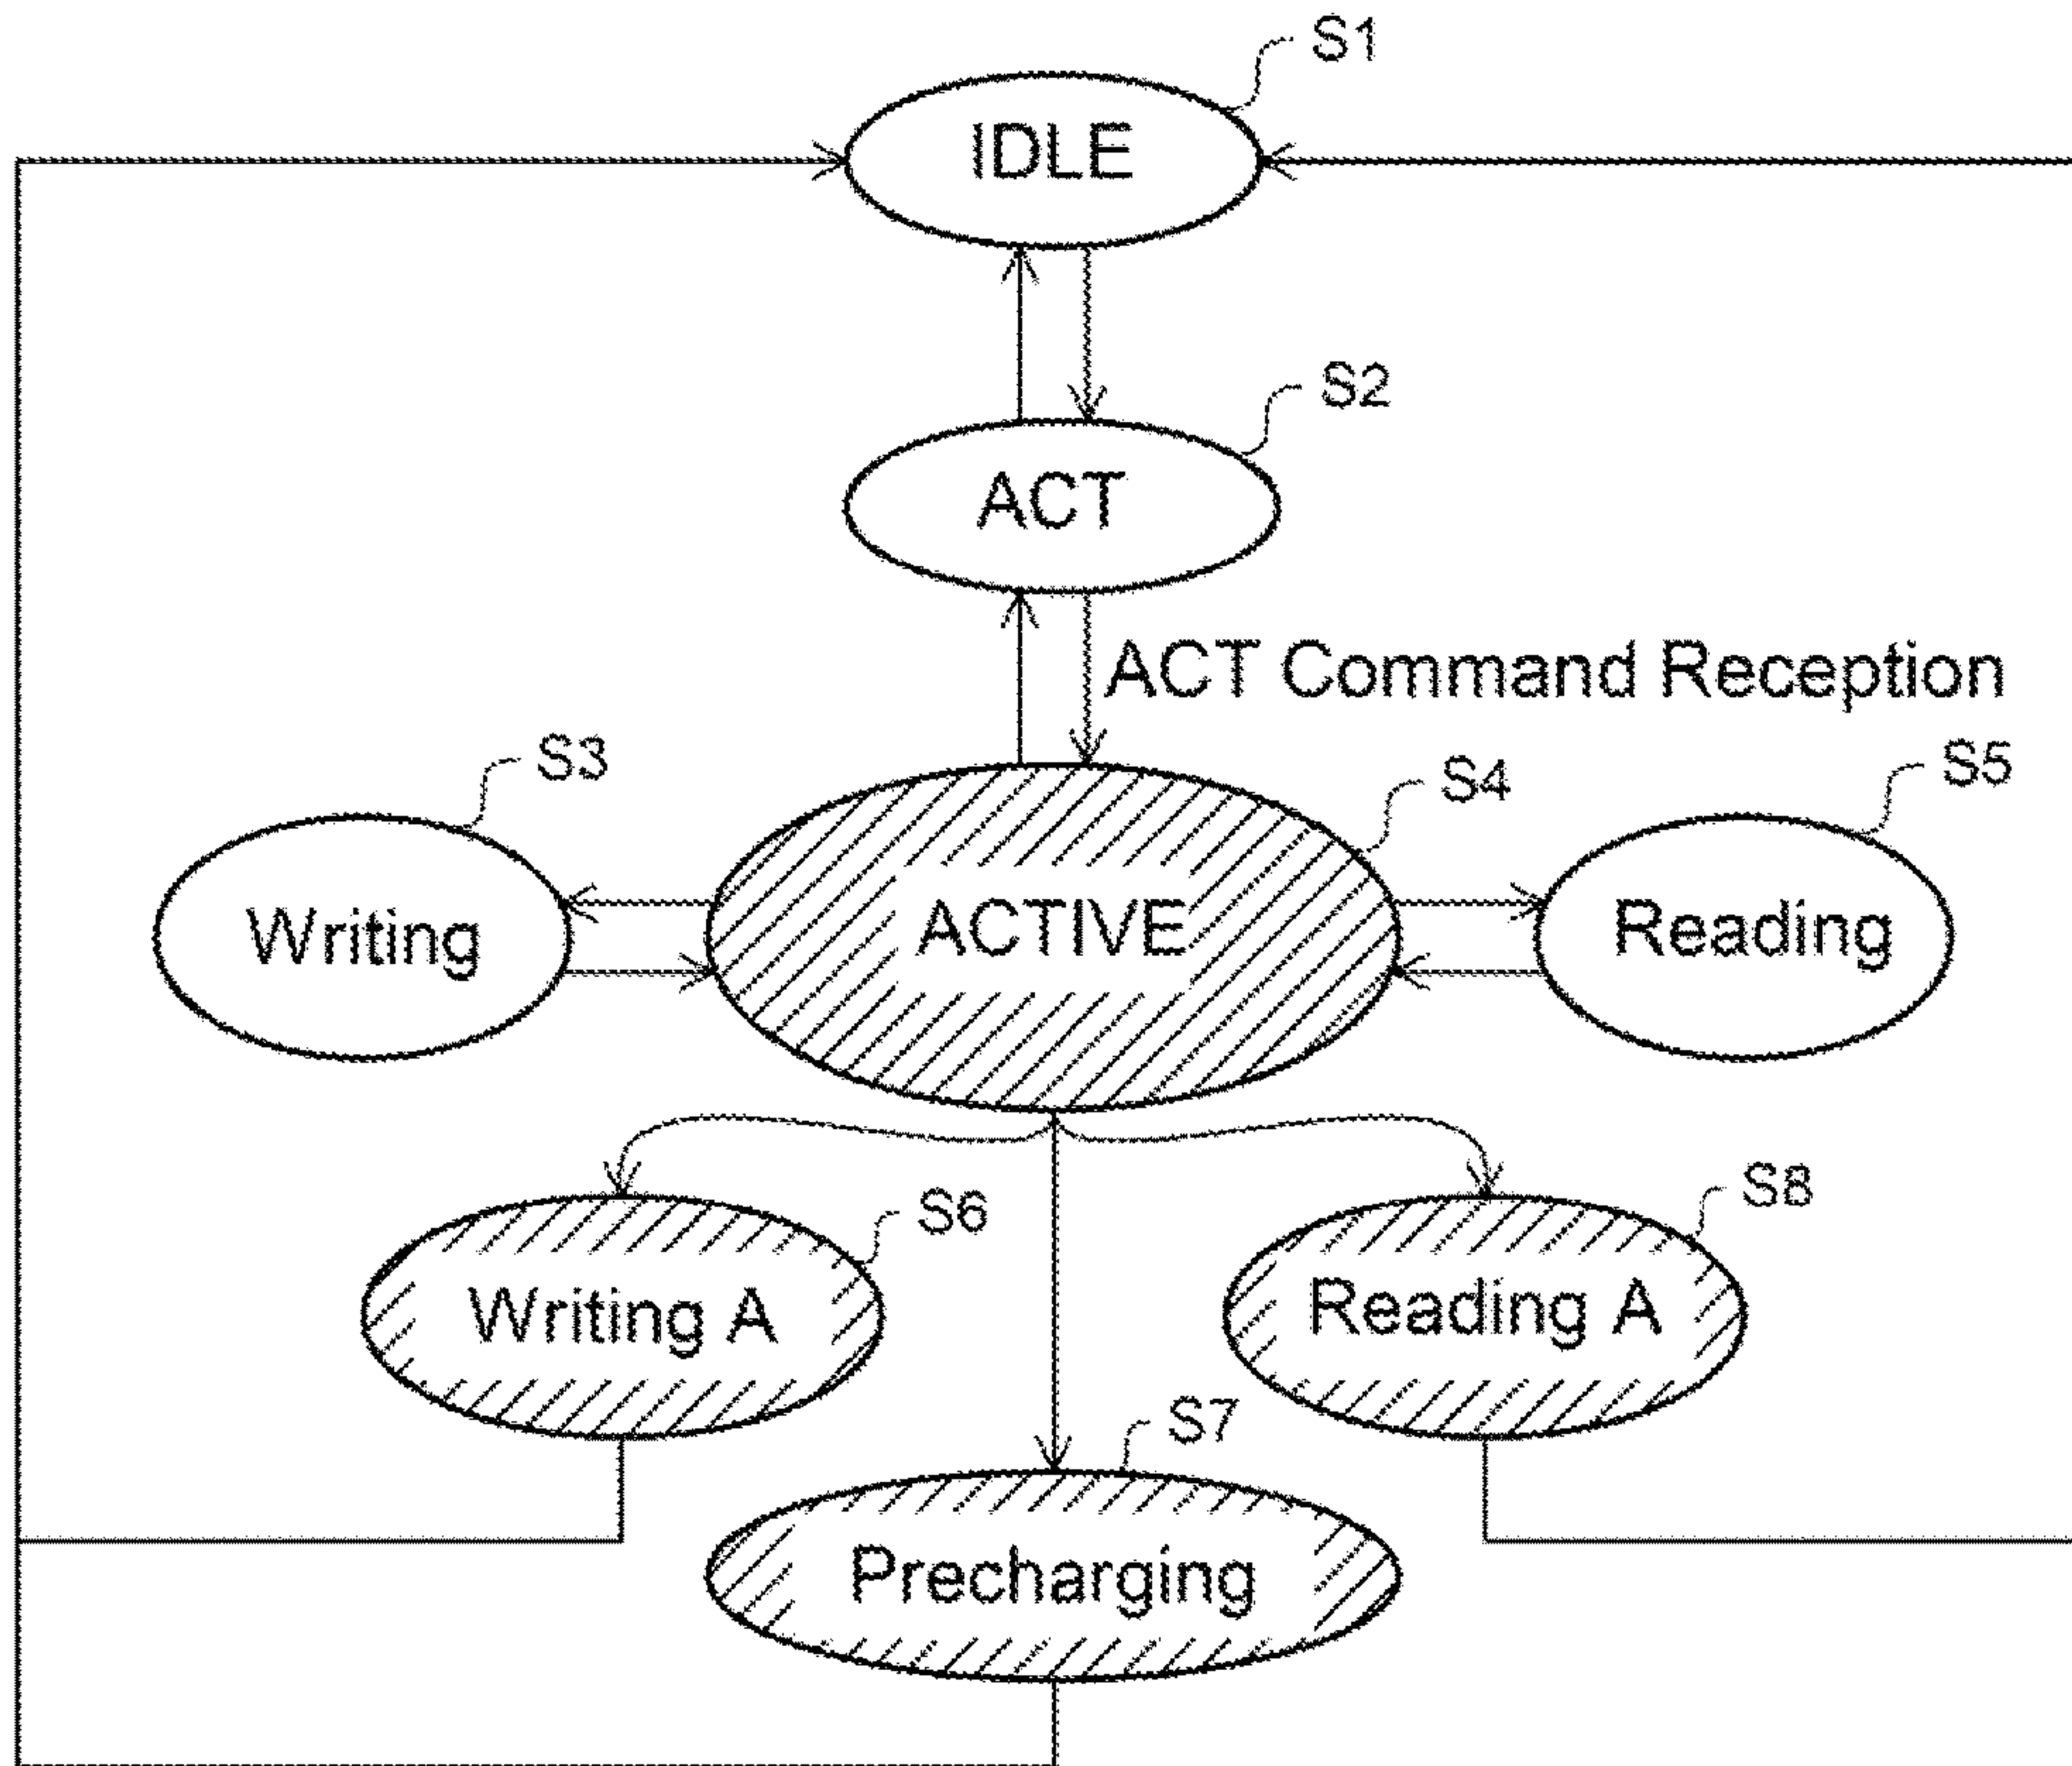 S1
IDLE
S2
ACT
ACT Command Reception
S3
S4
S5
Writing
ACTIVE
Reading
S6
S8
Writing A
Reading A
S7
Precharging